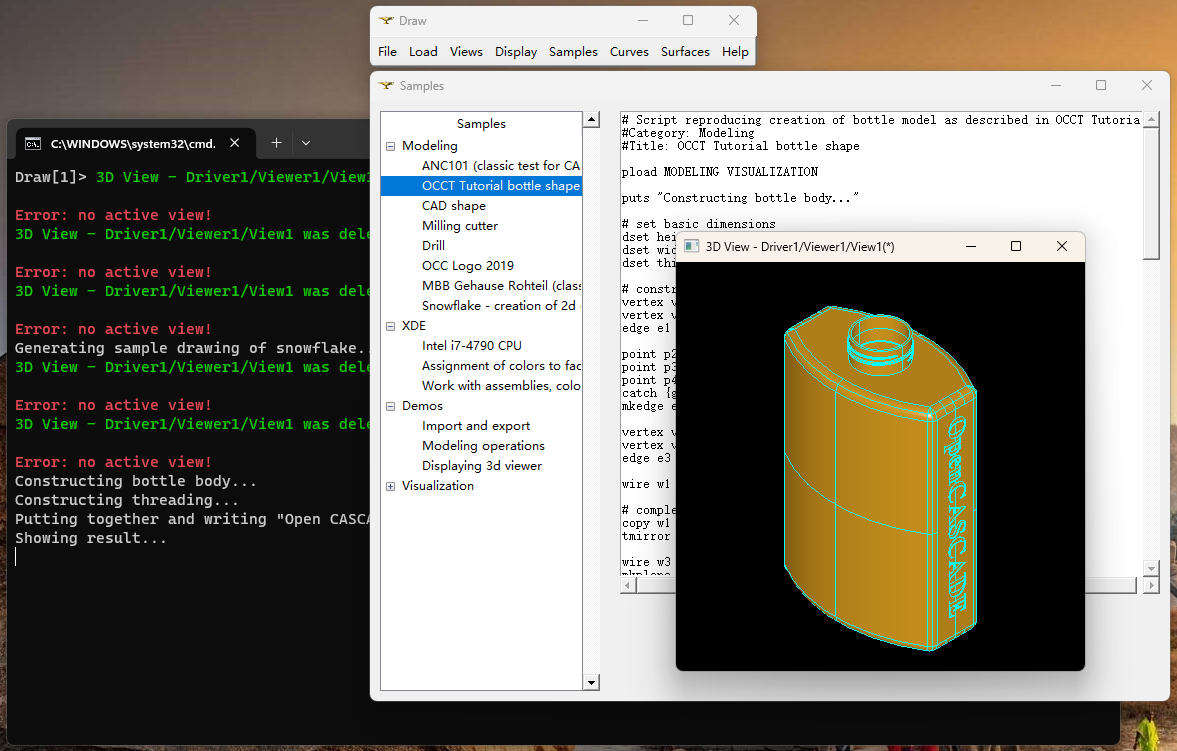 Draw
File Load Views Display Samples Curves Surfaces Help
Samples
Samples
Modeling
ANC101 (classic test for CA
OCCT Tutorial bottle shape
CAD shape
Milling cutter
Drill
OCC Logo 2019
MBB Gehause Rohteil (clas
Snowflake - creation of 2d
XDE
Intel i7-4790 CPU
Assignment of colors to fac
Work with assemblies, colo
Demos
Import and export
Modeling operations
Displaying 3d viewer
Visualization
# Script reproducing creation of bottle model as described in OCCT Tutoria
#Category: Modeling
#Title: OCCT Tutorial bottle shape
pload MODELING VISUALIZATION
puts "Constructing bottle body..."
# set basic dimensions
dset hei
dset wid
dset thi
# constr
vertex v
vertex v
edge e1
point p2
point p3
point p4
catch {g
mkedge e
vertex v
vertex v
edge e3
wire w1
# comple
copy w1
tmirror
wire w3
mkplane
3D View - Driver1/Viewer1/View1(*)
OpenCASCADE
C:\WINDOWS\system32\cmd.
Draw[1]> 3D View - Driver1/Viewer1/View1
Error: no active view!
3D View - Driver1/Viewer1/View1 was dele
Error: no active view!
3D View - Driver1/Viewer1/View1 was dele
Error: no active view!
Generating sample drawing of snowflake..
3D View - Driver1/Viewer1/View1 was dele
Error: no active view!
3D View - Driver1/Viewer1/View1 was dele
Error: no active view!
Constructing bottle body...
Constructing threading...
Putting together and writing "Open CASCA
Showing result...